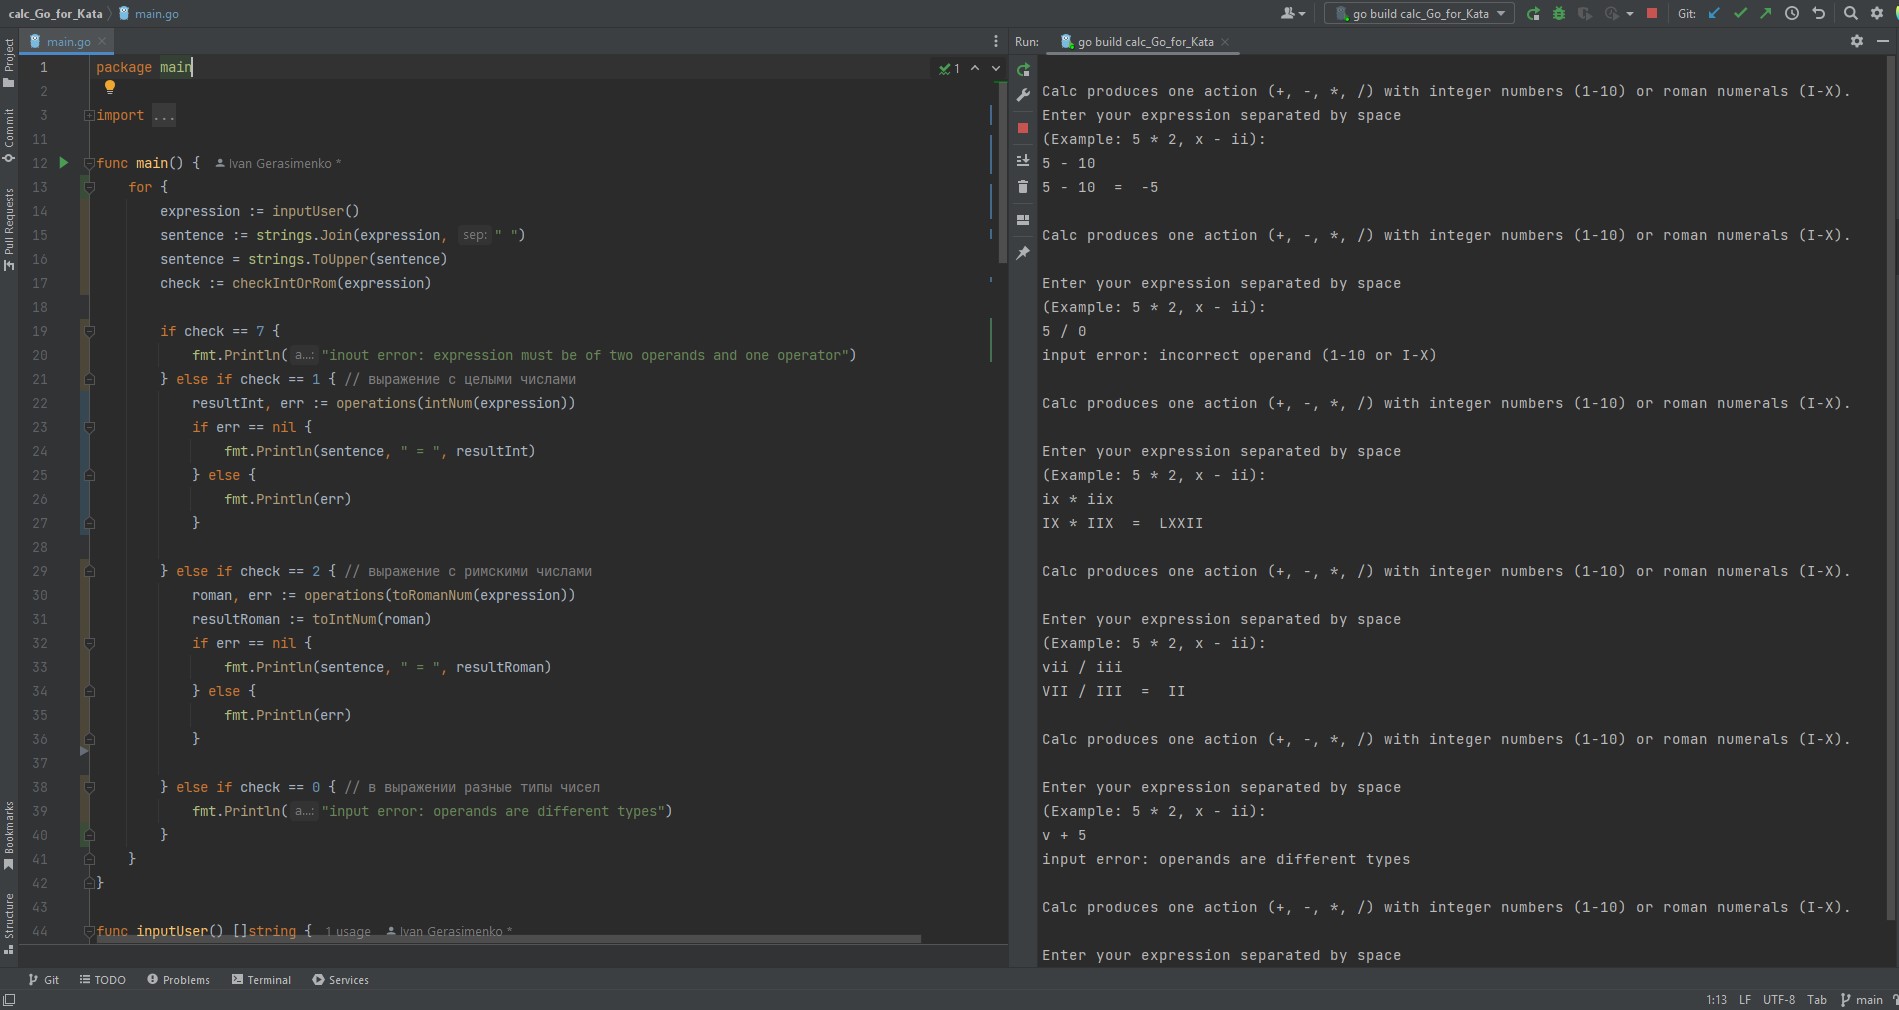 calc_Go_for_Kata main.go
go build calc_Go_for_Kata Git:
main.go
Run: go build calc_Go_for_Kata
Project
Commit
Pull Requests
Bookmarks
Structure
1 package main
1
2
3 import ...
11
12 func main() { Ivan Gerasimenko *
13 for {
14 expression := inputUser()
15 sentence := strings.Join(expression, sep: " ")
16 sentence = strings.ToUpper(sentence)
17 check := checkIntOrRom(expression)
18
19 if check == 7 {
20 fmt.Println( a...: "inout error: expression must be of two operands and one operator")
21 } else if check == 1 { // выражение с целыми числами
22 resultInt, err := operations(intNum(expression))
23 if err == nil {
24 fmt.Println(sentence, " = ", resultInt)
25 } else {
26 fmt.Println(err)
27 }
28
29 } else if check == 2 { // выражение с римскими числами
30 roman, err := operations(toRomanNum(expression))
31 resultRoman := toIntNum(roman)
32 if err == nil {
33 fmt.Println(sentence, " = ", resultRoman)
34 } else {
35 fmt.Println(err)
36 }
37
38 } else if check == 0 { // в выражении разные типы чисел
39 fmt.Println( a...: "input error: operands are different types")
40 }
41 }
42 }
43
44 func inputUser() []string { 1 usage Ivan Gerasimenko *
Calc produces one action (+, -, *, /) with integer numbers (1-10) or roman numerals (I-X).
Enter your expression separated by space
(Example: 5 * 2, x - ii):
5 - 10
5 - 10  =  -5
Calc produces one action (+, -, *, /) with integer numbers (1-10) or roman numerals (I-X).
Enter your expression separated by space
(Example: 5 * 2, x - ii):
5 / 0
input error: incorrect operand (1-10 or I-X)
Calc produces one action (+, -, *, /) with integer numbers (1-10) or roman numerals (I-X).
Enter your expression separated by space
(Example: 5 * 2, x - ii):
ix * iix
IX * IIX  =  LXXII
Calc produces one action (+, -, *, /) with integer numbers (1-10) or roman numerals (I-X).
Enter your expression separated by space
(Example: 5 * 2, x - ii):
vii / iii
VII / III  =  II
Calc produces one action (+, -, *, /) with integer numbers (1-10) or roman numerals (I-X).
Enter your expression separated by space
(Example: 5 * 2, x - ii):
v + 5
input error: operands are different types
Calc produces one action (+, -, *, /) with integer numbers (1-10) or roman numerals (I-X).
Enter your expression separated by space
Git TODO Problems Terminal Services
1:13 LF UTF-8 Tab main